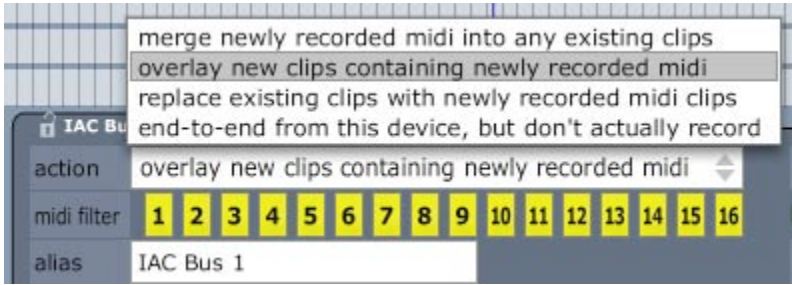 merge newly recorded midi into any existing clips
overlay new clips containing newly recorded midi
replace existing clips with newly recorded midi clips
end-to-end from this device, but don't actually record
IAC
action overlay new clips containing newly recorded midi
midi filter 1 2 3 4 5 6 7 8 9 10 11 12 13 14 15 16
alias IAC Bus 1